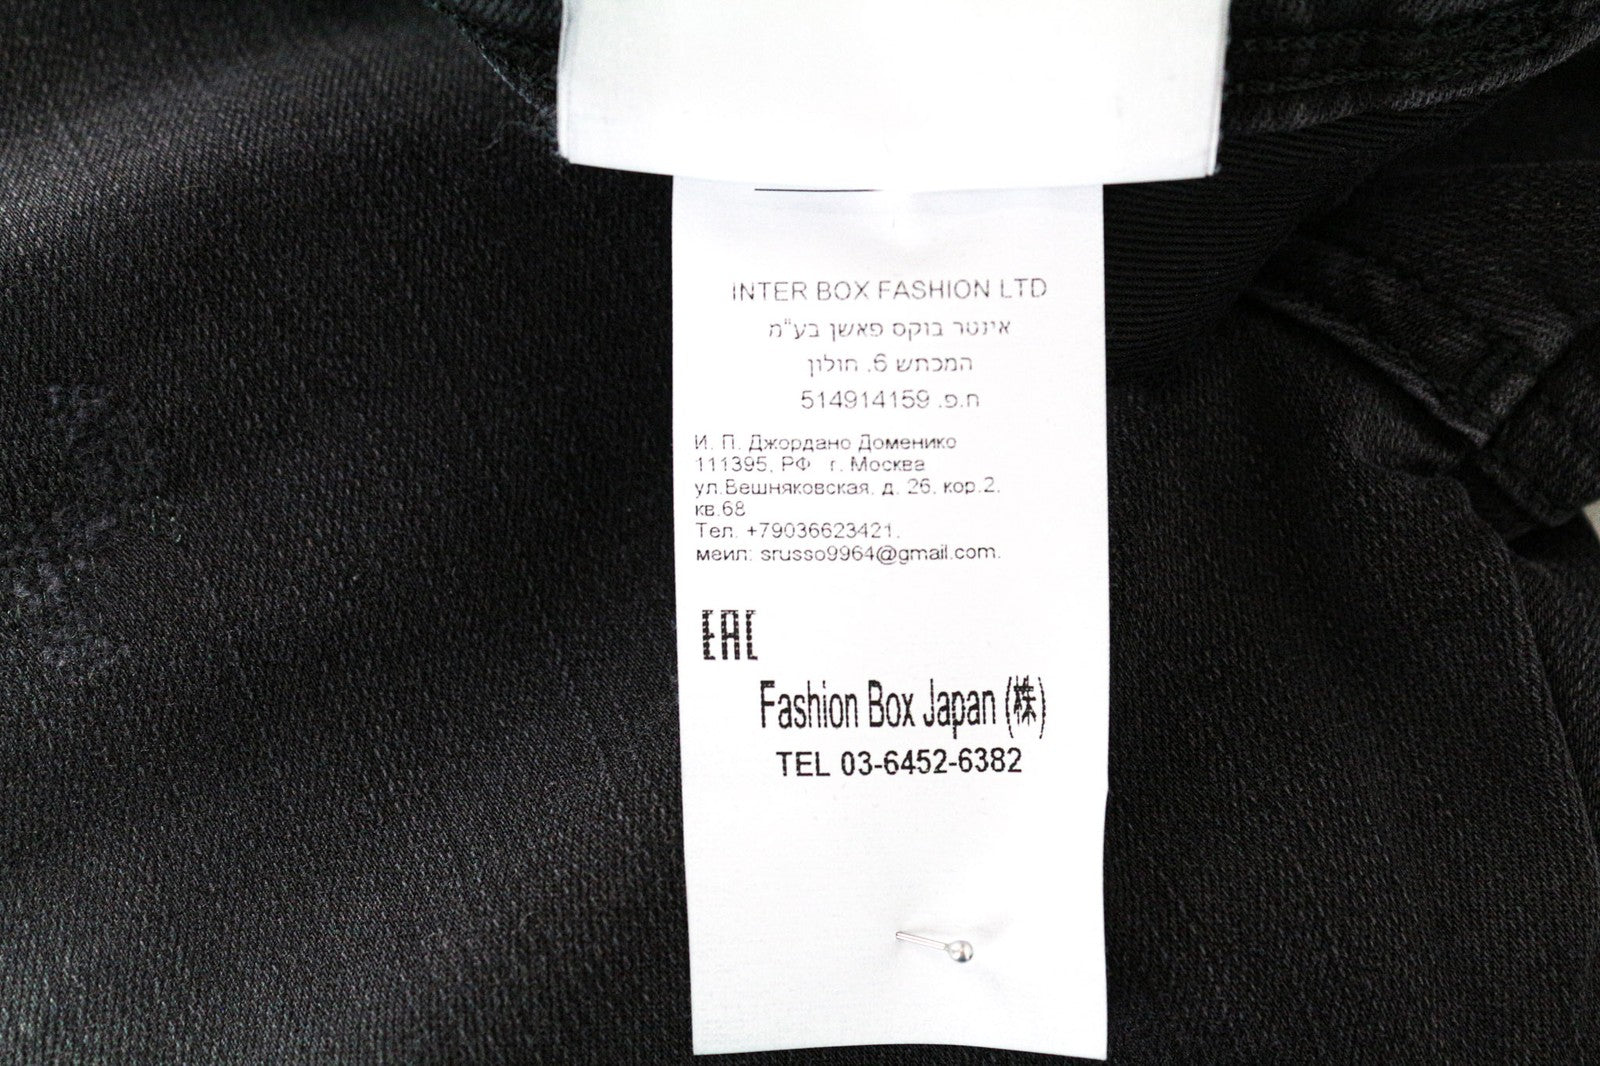 INTER BOX FASHION LTD
אינטר בוקס פאשן בע"מ
המכתש 6. חולון
ח.פ. 514914159
И. П. Джордано Доменико
111395, РФ г. Москва
ул.Вешняковская, д. 26, кор.2,
кв.68
Тел. +79036623421,
меил: srusso9964@gmail.com.
EAC
Fashion Box Japan (株)
TEL 03-6452-6382